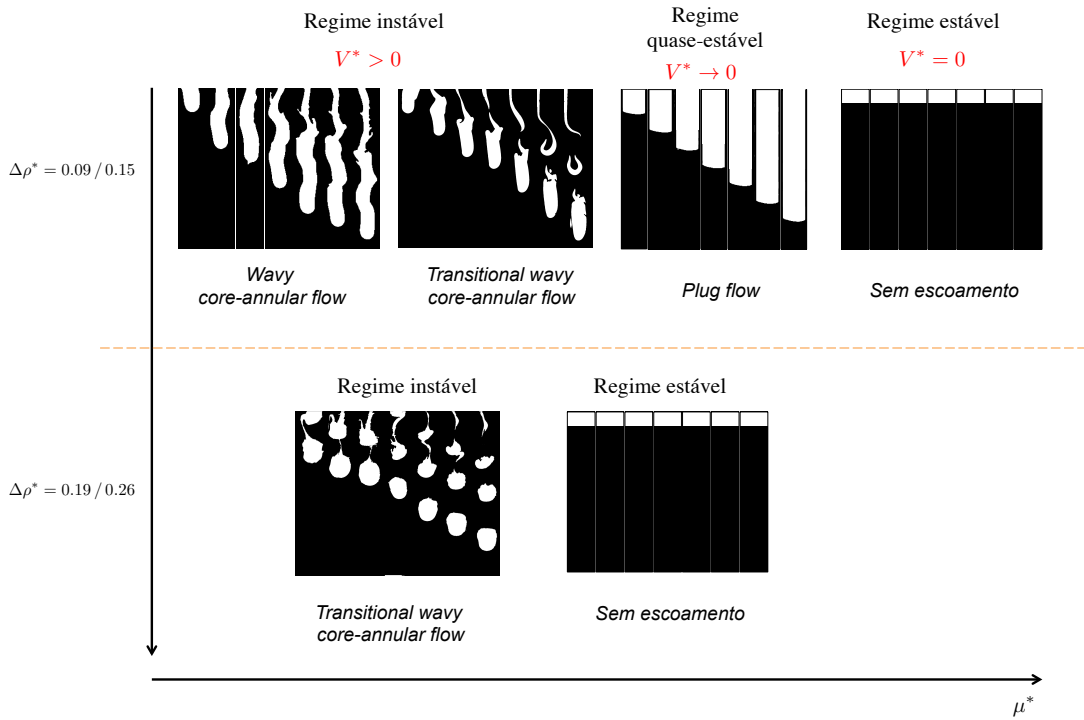 Regime instável
V* > 0
Regime
quase-estável
V* → 0
Regime estável
V* = 0
Δρ* = 0.09 / 0.15
Wavy
core-annular flow
Transitional wavy
core-annular flow
Plug flow
Sem escoamento
Regime instável
Regime estável
Δρ* = 0.19 / 0.26
Transitional wavy
core-annular flow
Sem escoamento
μ*